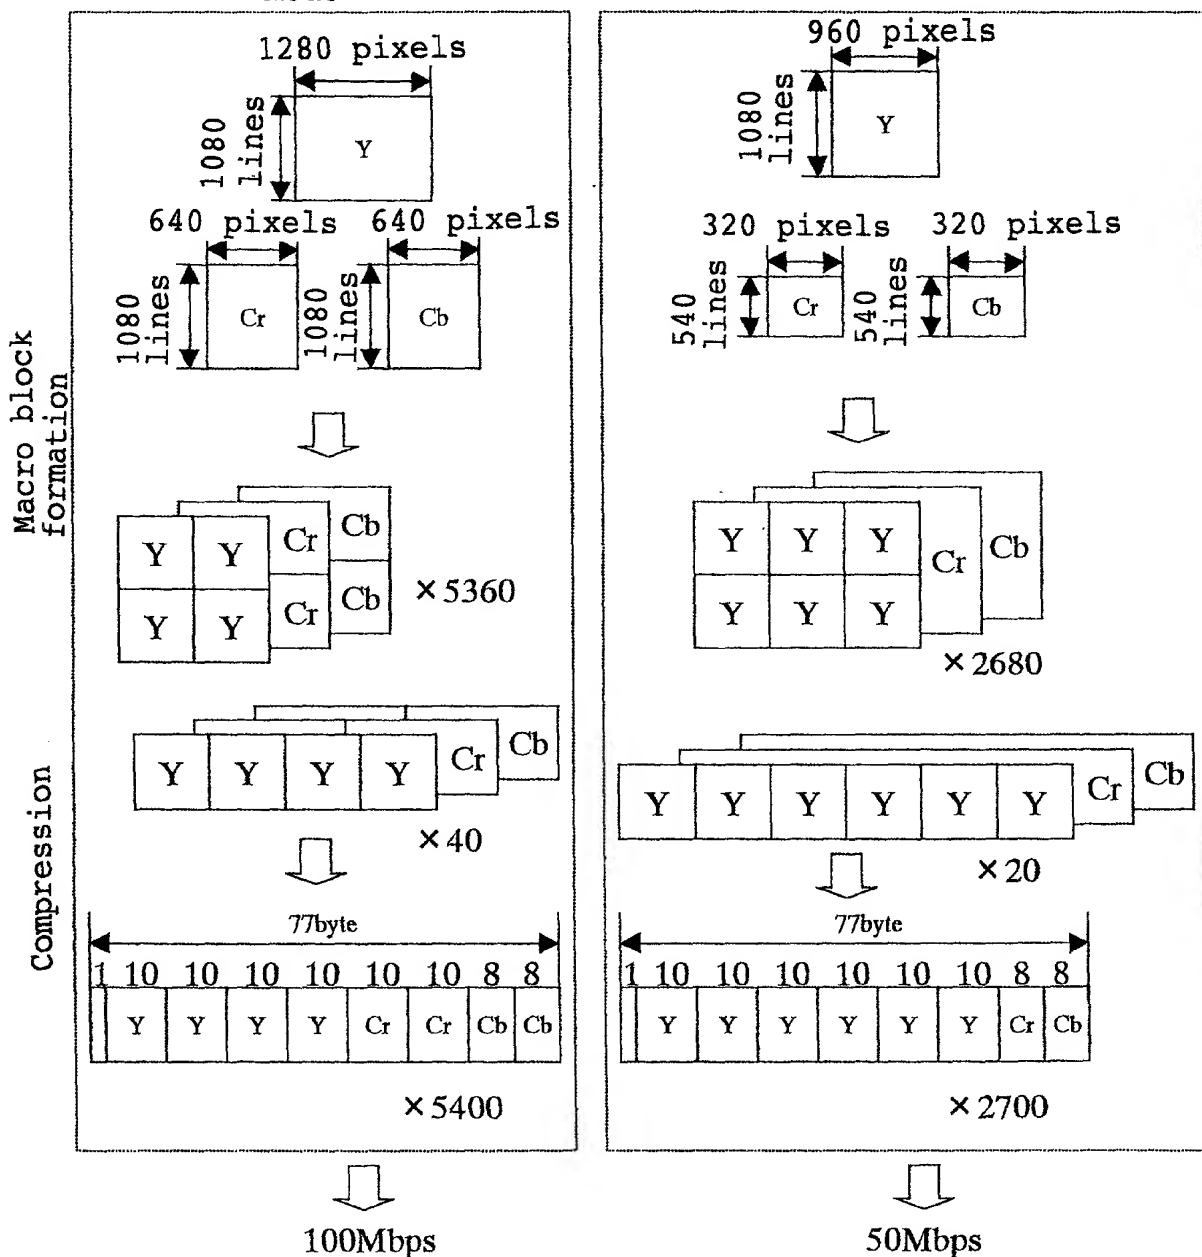 1280 pixels
1080 lines
Y
640 pixels
640 pixels
1080 lines
Cr
1080 lines
Cb
Macro block formation
Y Y Cr Cb
Y Y Cr Cb
×5360
Y Y Y Y Cr Cb
×40
Compression
77byte
1 10 10 10 10 10 10 8 8
Y Y Y Y Cr Cr Cb Cb
×5400
100Mbps
960 pixels
1080 lines
Y
320 pixels
320 pixels
540 lines
Cr
540 lines
Cb
Y Y Y Cr Cb
Y Y Y
×2680
Y Y Y Y Y Y Cr Cb
×20
77byte
1 10 10 10 10 10 10 8 8
Y Y Y Y Y Y Cr Cb
×2700
50Mbps